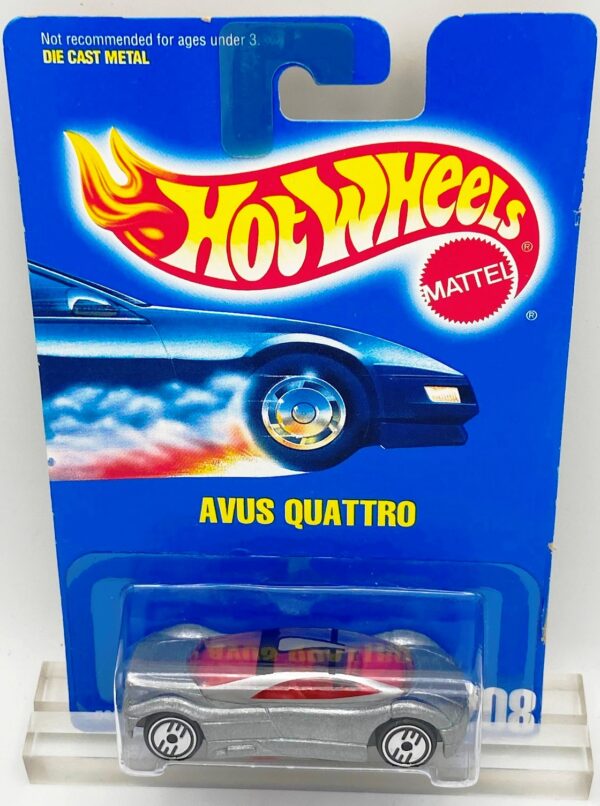 Not recommended for ages under 3.
DIE CAST METAL
Hot Wheels®
MATTEL
®
AVUS QUATTRO